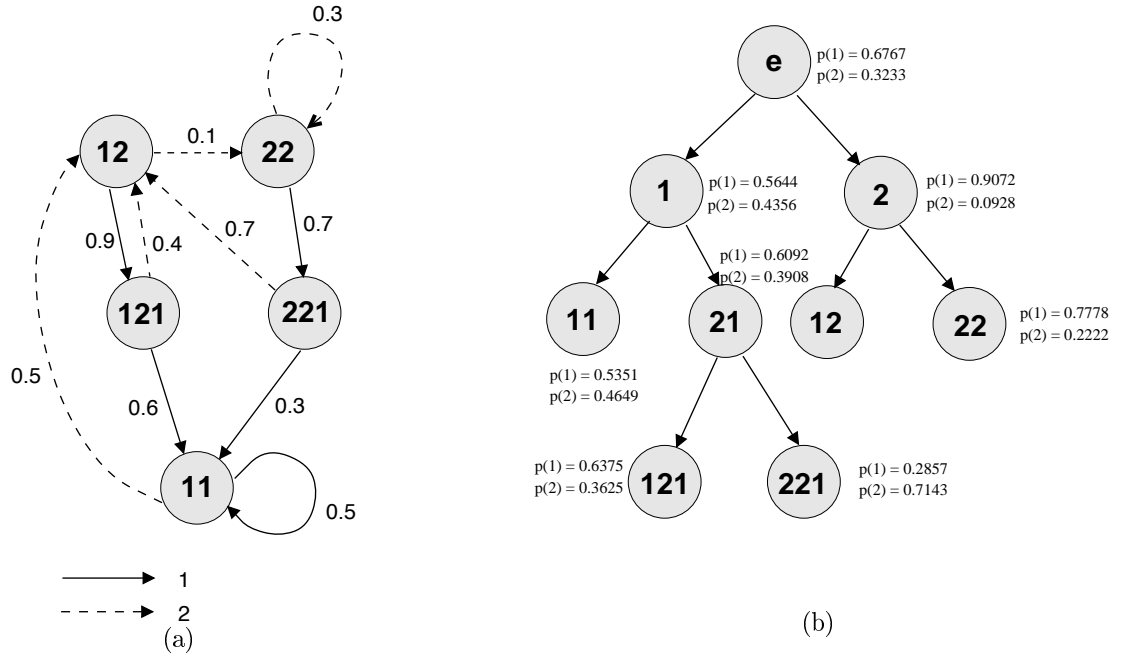 0.3
12
0.1
22
0.9
0.4
0.7
0.7
121
221
0.5
0.6
0.3
11
0.5
1
2
(a)
e
p(1) = 0.6767
p(2) = 0.3233
1
p(1) = 0.5644
p(2) = 0.4356
2
p(1) = 0.9072
p(2) = 0.0928
p(1) = 0.6092
p(2) = 0.3908
11
21
12
22
p(1) = 0.7778
p(2) = 0.2222
p(1) = 0.5351
p(2) = 0.4649
p(1) = 0.6375
p(2) = 0.3625
121
221
p(1) = 0.2857
p(2) = 0.7143
(b)